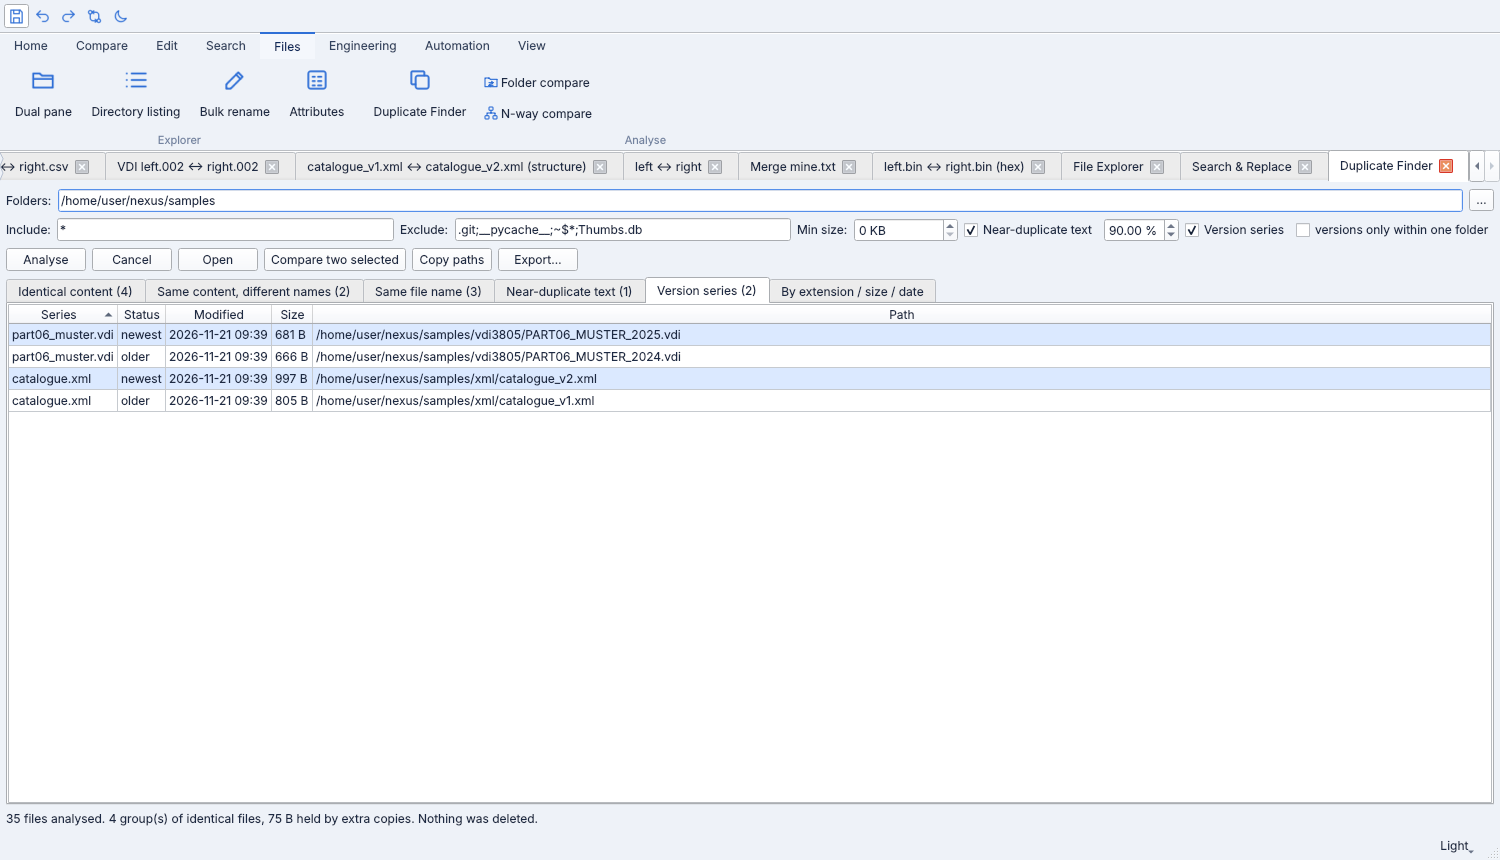 Home Compare Edit Search Files Engineering Automation View
Dual pane Directory listing Bulk rename Attributes Duplicate Finder Folder compare
N-way compare
Explorer Analyse
↔ right.csv VDI left.002 ↔ right.002 catalogue_v1.xml ↔ catalogue_v2.xml (structure) left ↔ right Merge mine.txt left.bin ↔ right.bin (hex) File Explorer Search & Replace Duplicate Finder
Folders: /home/user/nexus/samples ...
Include: * Exclude: .git;__pycache__;~$*;Thumbs.db Min size: 0 KB Near-duplicate text 90.00 % Version series versions only within one folder
Analyse Cancel Open Compare two selected Copy paths Export...
Identical content (4) Same content, different names (2) Same file name (3) Near-duplicate text (1) Version series (2) By extension / size / date
Series Status Modified Size Path
part06_muster.vdi newest 2026-11-21 09:39 681 B /home/user/nexus/samples/vdi3805/PART06_MUSTER_2025.vdi
part06_muster.vdi older 2026-11-21 09:39 666 B /home/user/nexus/samples/vdi3805/PART06_MUSTER_2024.vdi
catalogue.xml newest 2026-11-21 09:39 997 B /home/user/nexus/samples/xml/catalogue_v2.xml
catalogue.xml older 2026-11-21 09:39 805 B /home/user/nexus/samples/xml/catalogue_v1.xml
35 files analysed. 4 group(s) of identical files, 75 B held by extra copies. Nothing was deleted.
Light